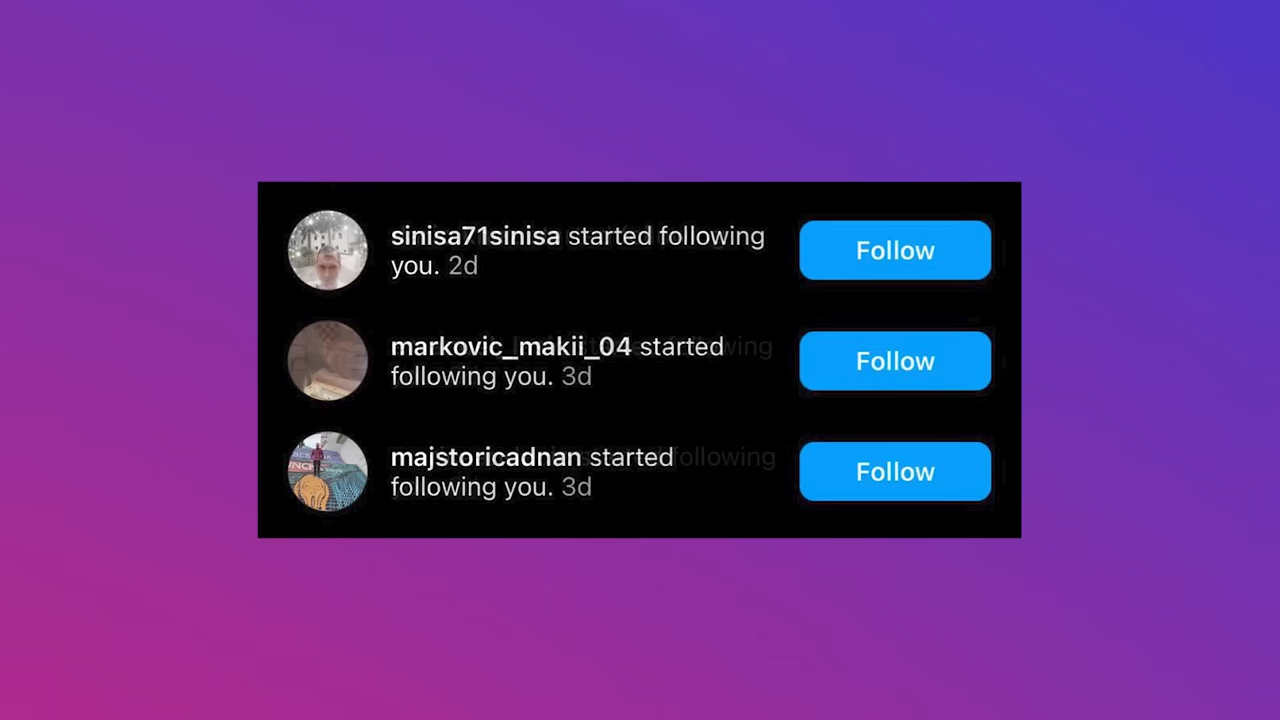 sinisa71sinisa started following
you. 2d
Follow
markovic_makii_04 started
following you. 3d
Follow
majstoricadnan started
following you. 3d
Follow